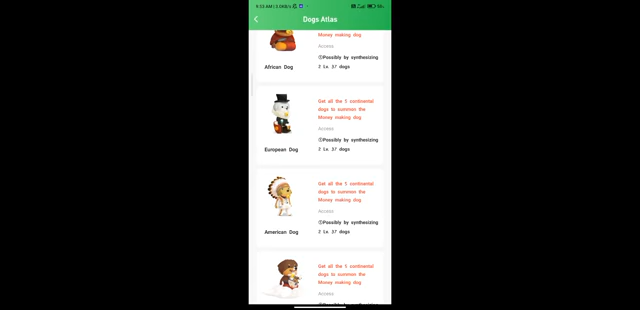 9:53 AM | 3.0KB/s
Dogs Atlas
Money making dog
Access
①Possibly by synthesizing
2 Lv. 37 dogs
African Dog
Get all the 5 continental
dogs to summon the
Money making dog
Access
①Possibly by synthesizing
2 Lv. 37 dogs
European Dog
Get all the 5 continental
dogs to summon the
Money making dog
Access
①Possibly by synthesizing
2 Lv. 37 dogs
American Dog
Get all the 5 continental
dogs to summon the
Money making dog
Access